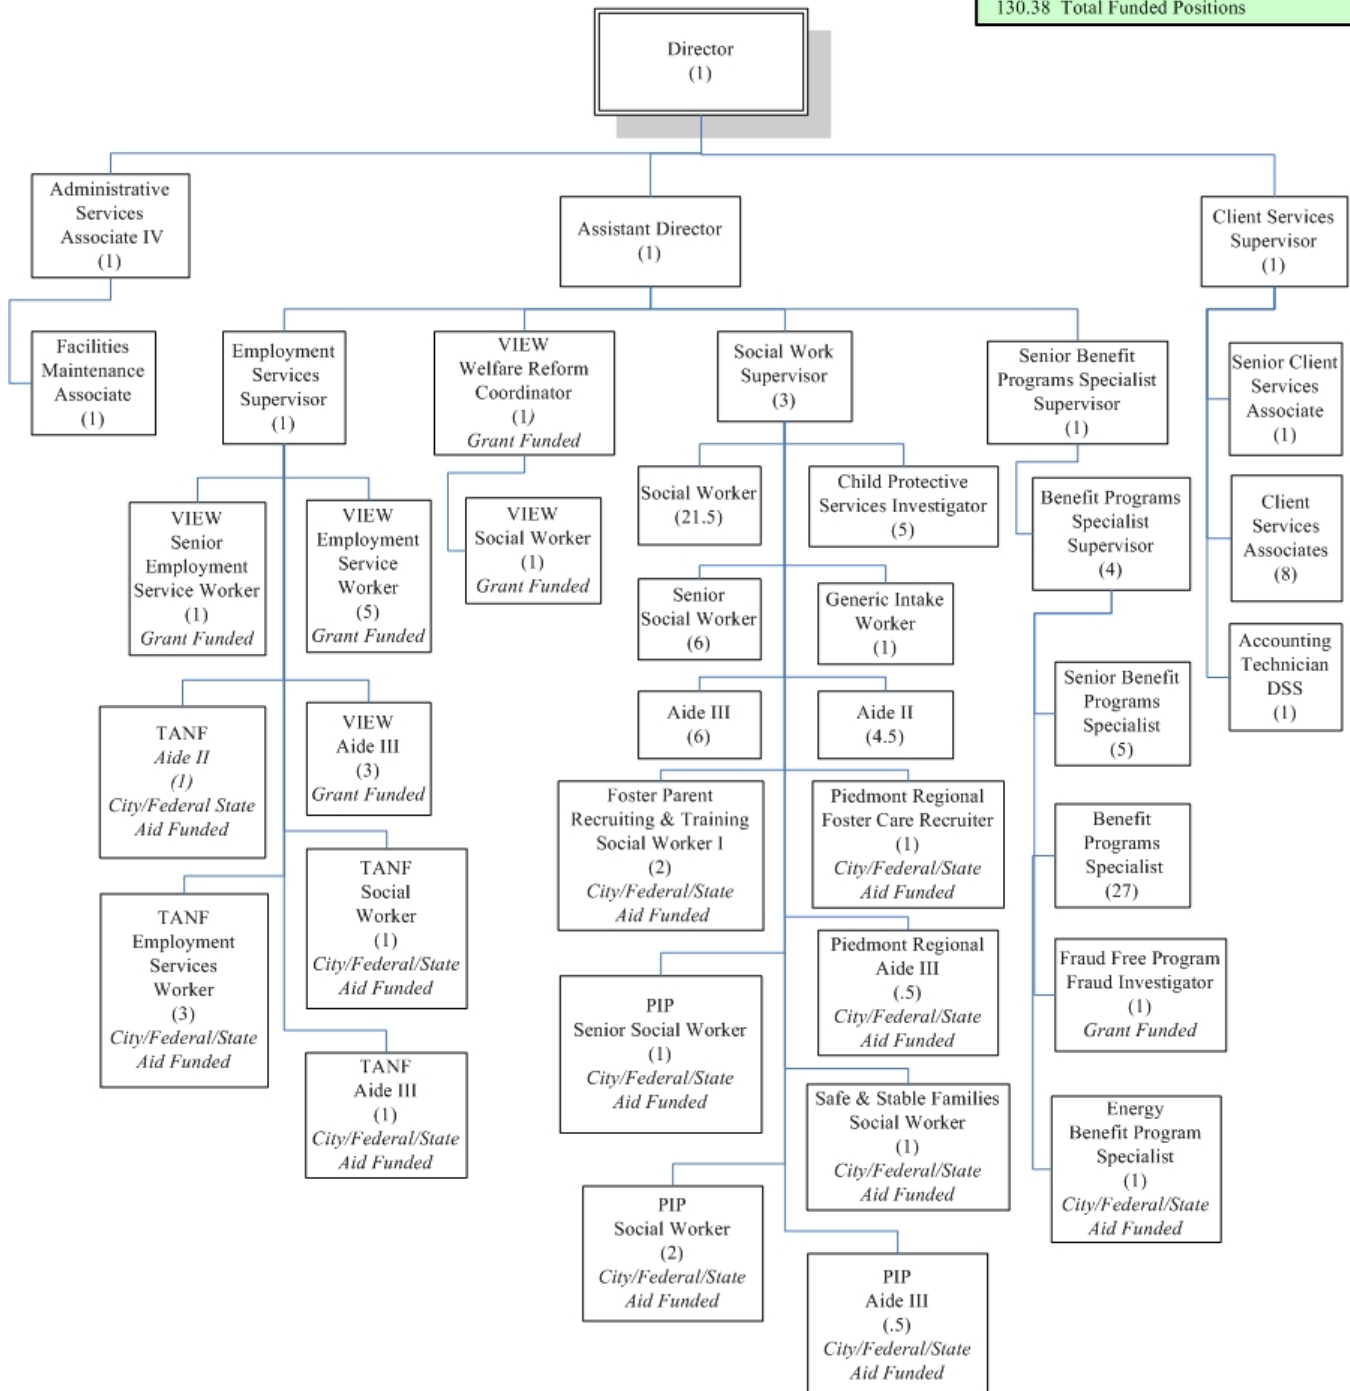 130.38 Total Funded Positions
Director
(1)
Administrative
Services
Associate IV
(1)
Assistant Director
(1)
Client Services
Supervisor
(1)
Facilities
Maintenance
Associate
(1)
Employment
Services
Supervisor
(1)
VIEW
Welfare Reform
Coordinator
(1)
Grant Funded
Social Work
Supervisor
(3)
Senior Benefit
Programs Specialist
Supervisor
(1)
Senior Client
Services
Associate
(1)
VIEW
Senior
Employment
Service Worker
(1)
Grant Funded
VIEW
Employment
Service
Worker
(5)
Grant Funded
VIEW
Social Worker
(1)
Grant Funded
Social Worker
(21.5)
Child Protective
Services Investigator
(5)
Benefit Programs
Specialist
Supervisor
(4)
Client
Services
Associates
(8)
Senior
Social Worker
(6)
Generic Intake
Worker
(1)
Accounting
Technician
DSS
(1)
TANF
Aide II
(1)
City/Federal State
Aid Funded
VIEW
Aide III
(3)
Grant Funded
Aide III
(6)
Aide II
(4.5)
Senior Benefit
Programs
Specialist
(5)
Foster Parent
Recruiting & Training
Social Worker I
(2)
City/Federal/State
Aid Funded
Piedmont Regional
Foster Care Recruiter
(1)
City/Federal/State
Aid Funded
Benefit
Programs
Specialist
(27)
TANF
Employment
Services
Worker
(3)
City/Federal/State
Aid Funded
TANF
Social
Worker
(1)
City/Federal/State
Aid Funded
Piedmont Regional
Aide III
(.5)
City/Federal/State
Aid Funded
Fraud Free Program
Fraud Investigator
(1)
Grant Funded
PIP
Senior Social Worker
(1)
City/Federal/State
Aid Funded
TANF
Aide III
(1)
City/Federal/State
Aid Funded
Safe & Stable Families
Social Worker
(1)
City/Federal/State
Aid Funded
Energy
Benefit Program
Specialist
(1)
City/Federal/State
Aid Funded
PIP
Social Worker
(2)
City/Federal/State
Aid Funded
PIP
Aide III
(.5)
City/Federal/State
Aid Funded